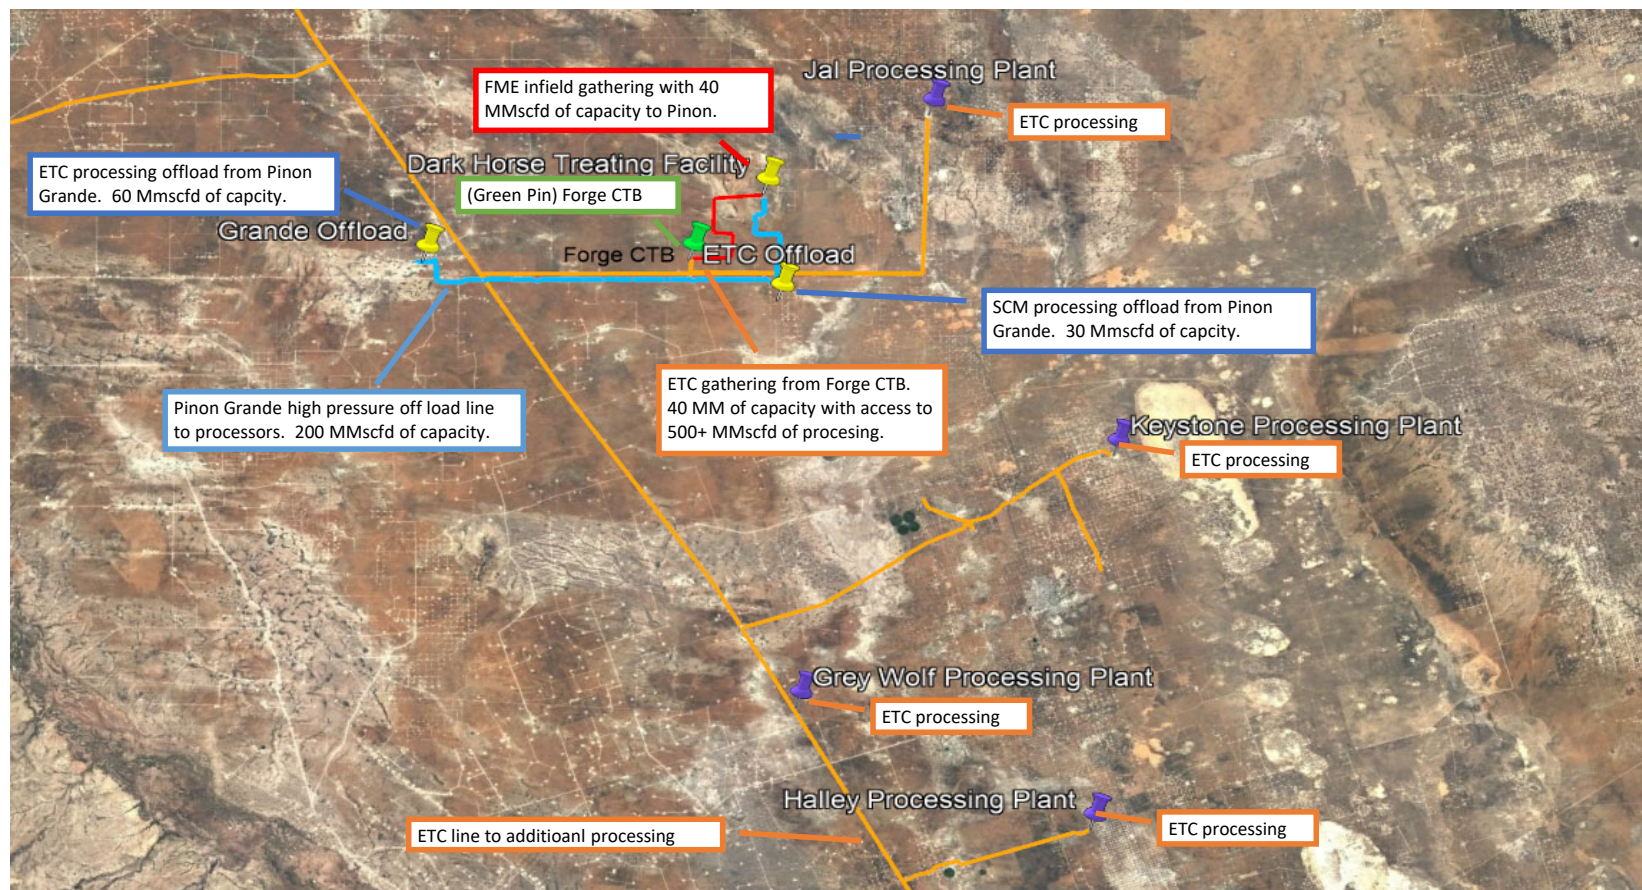 Jal Processing Plant
FME infield gathering with 40
MMscfd of capacity to Pinon.
ETC processing
Dark Horse Treating Facility
ETC processing offload from Pinon
Grande.  60 Mmscfd of capcity.
(Green Pin) Forge CTB
Grande Offload
Forge CTB
ETC Offload
SCM processing offload from Pinon
Grande.  30 Mmscfd of capcity.
ETC gathering from Forge CTB.
40 MM of capacity with access to
500+ MMscfd of procesing.
Pinon Grande high pressure off load line
to processors.  200 MMscfd of capacity.
Keystone Processing Plant
ETC processing
Grey Wolf Processing Plant
ETC processing
Halley Processing Plant
ETC line to additioanl processing
ETC processing